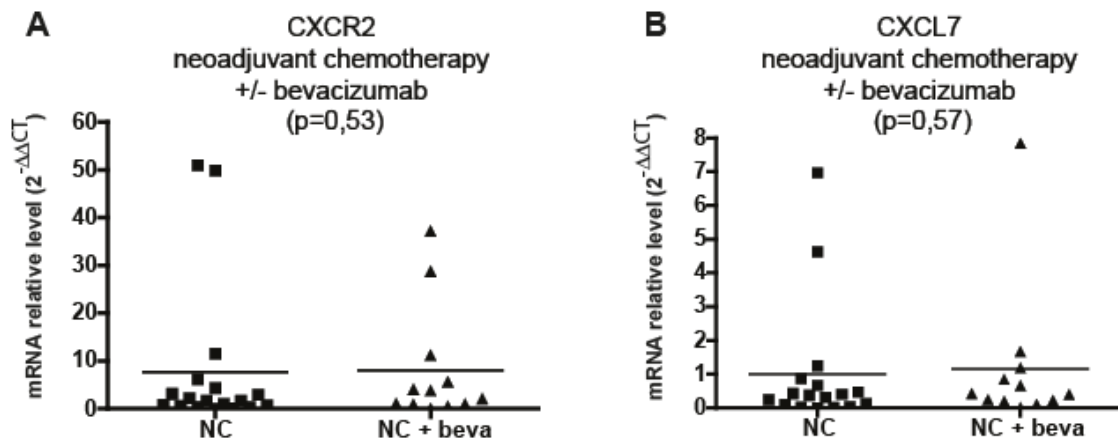 A
CXCR2
neoadjuvant chemotherapy
+/- bevacizumab
(p=0,53)
mRNA relative level (2^-ΔΔCT)
60
50
40
30
20
10
0
NC
NC + beva
B
CXCL7
neoadjuvant chemotherapy
+/- bevacizumab
(p=0,57)
mRNA relative level (2^-ΔΔCT)
8
7
6
5
4
3
2
1
0
NC
NC + beva